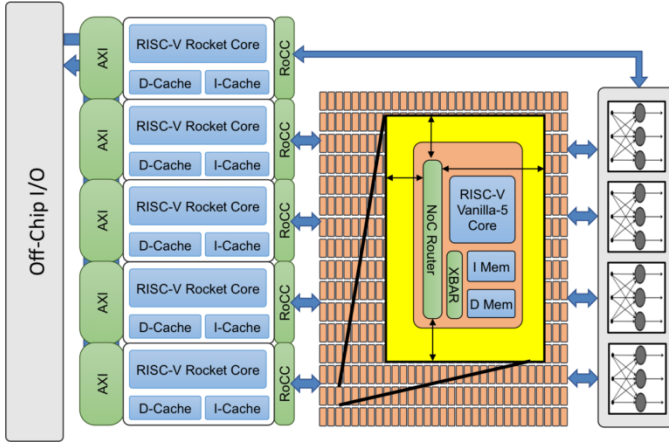 Off-Chip I/O
AXI
RISC-V Rocket Core
D-Cache
I-Cache
RoCC
AXI
RISC-V Rocket Core
D-Cache
I-Cache
RoCC
AXI
RISC-V Rocket Core
D-Cache
I-Cache
RoCC
AXI
RISC-V Rocket Core
D-Cache
I-Cache
RoCC
AXI
RISC-V Rocket Core
D-Cache
I-Cache
RoCC
NoC Router
RISC-V
Vanilla-5
Core
XBAR
I Mem
D Mem